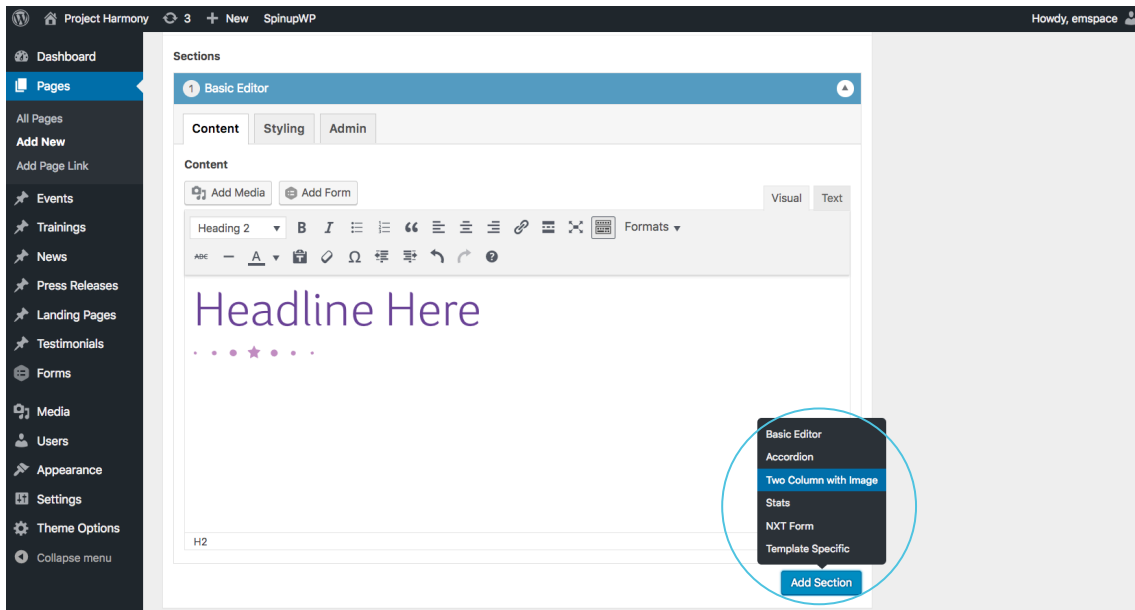 Project Harmony 3 New SpinupWP Howdy, emspace
Dashboard
Pages
All Pages
Add New
Add Page Link
Events
Trainings
News
Press Releases
Landing Pages
Testimonials
Forms
Media
Users
Appearance
Settings
Theme Options
Collapse menu
Sections
1 Basic Editor
Content Styling Admin
Content
Add Media Add Form Visual Text
Heading 2 B I Formats
ABC A Ω ?
Headline Here
H2
Basic Editor
Accordion
Two Column with Image
Stats
NXT Form
Template Specific
Add Section